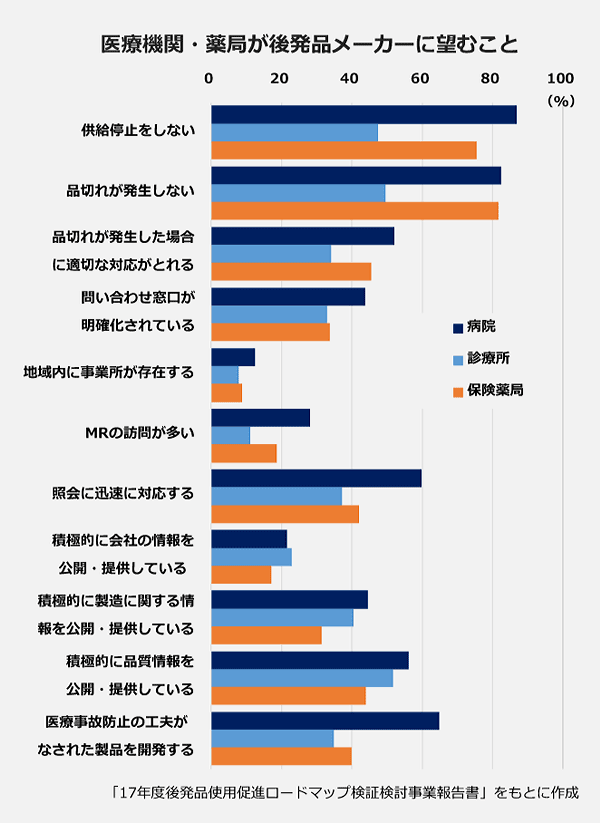 医療機関・薬局が後発品メーカーに望むこと
0 20 40 60 80 100
(%)
供給停止をしない
品切れが発生しない
品切れが発生した場合
に適切な対応がとれる
問い合わせ窓口が
明確化されている
地域内に事業所が存在する
MRの訪問が多い
照会に迅速に対応する
積極的に会社の情報を
公開・提供している
積極的に製造に関する情
報を公開・提供している
積極的に品質情報を
公開・提供している
医療事故防止の工夫が
なされた製品を開発する
病院
診療所
保険薬局
「17年度後発品使用促進ロードマップ検証検討事業報告書」をもとに作成